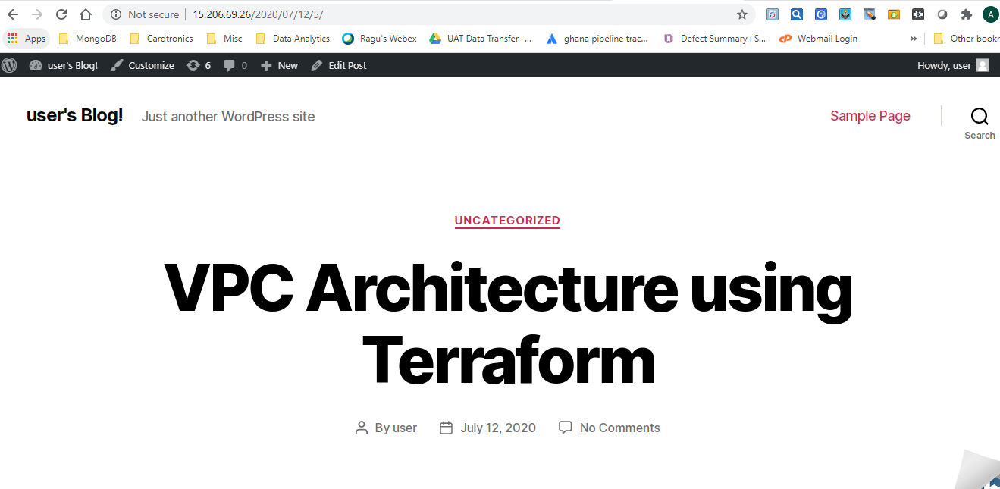 Not secure | 15.206.69.26/2020/07/12/5/ A
Apps MongoDB Cardtronics Misc Data Analytics Ragu's Webex UAT Data Transfer -... ghana pipeline trac... Defect Summary : S... cP Webmail Login » Other bookr
user's Blog! Customize 6 0 New Edit Post Howdy, user
user's Blog! Just another WordPress site Sample Page
Search
UNCATEGORIZED
VPC Architecture using
Terraform
By user July 12, 2020 No Comments